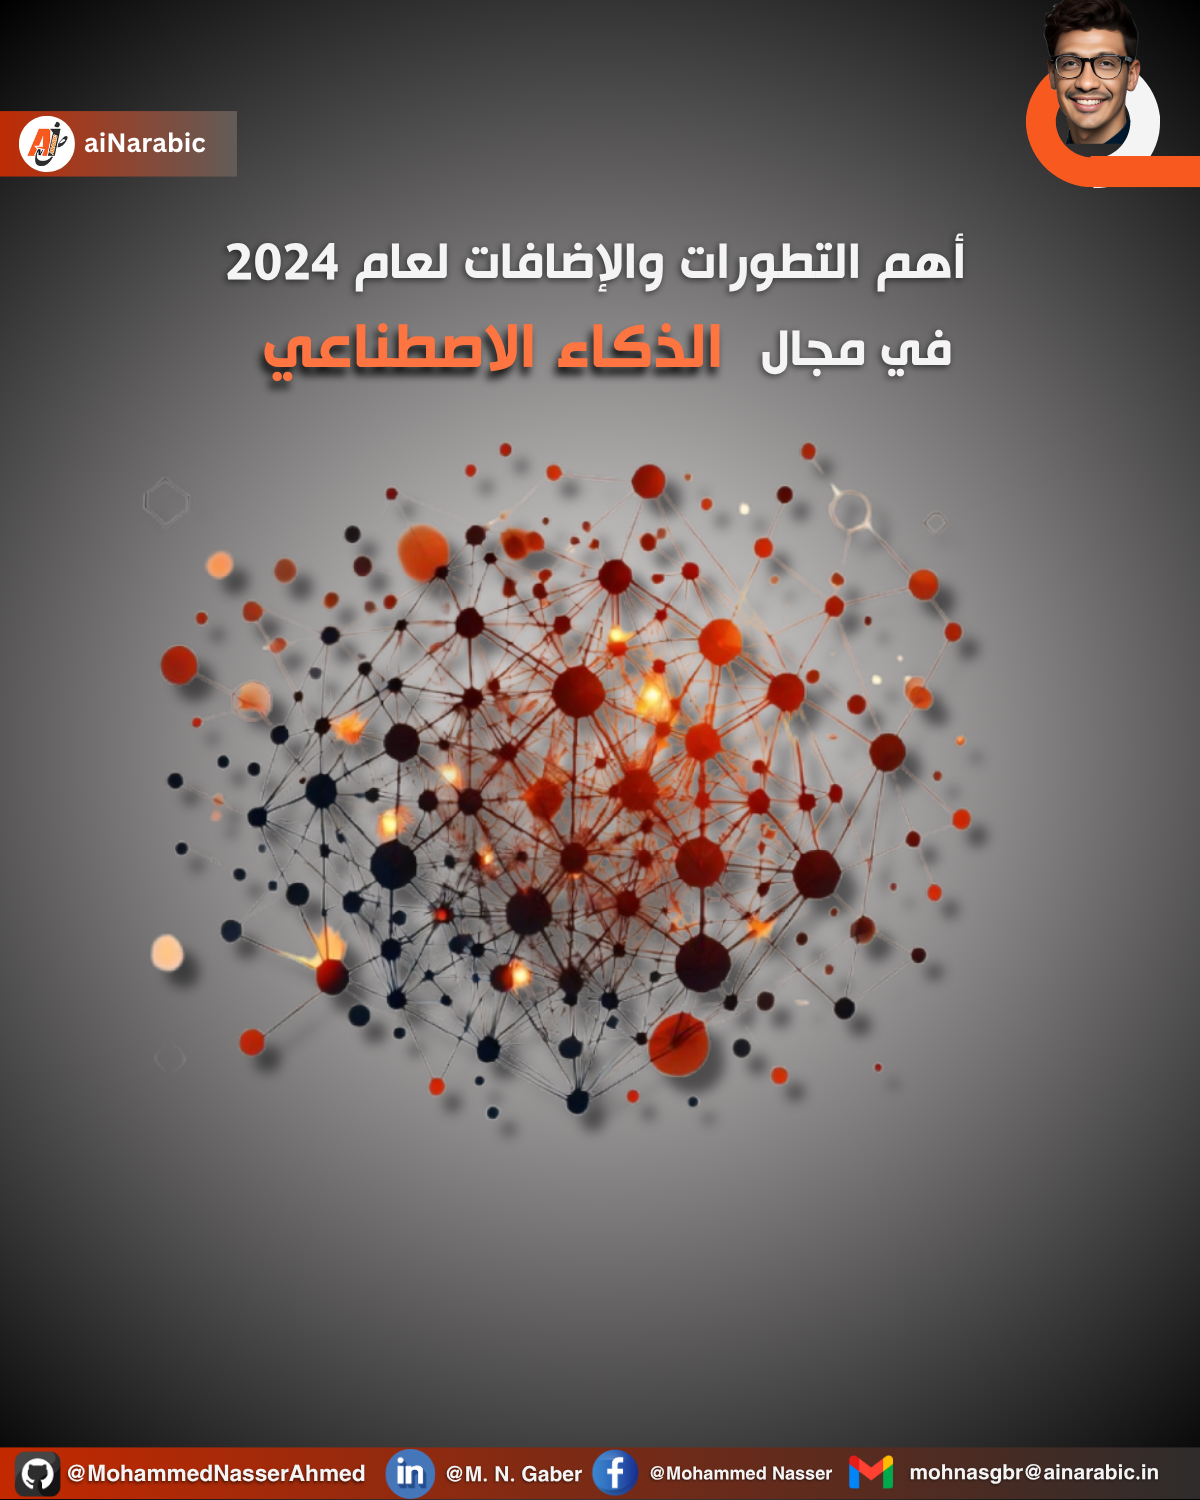 aiNarabic
أهم التطورات والإضافات لعام 2024
في مجال الذكاء الاصطناعي
@MohammedNasserAhmed @M. N. Gaber @Mohammed Nasser mohnasgbr@ainarabic.in